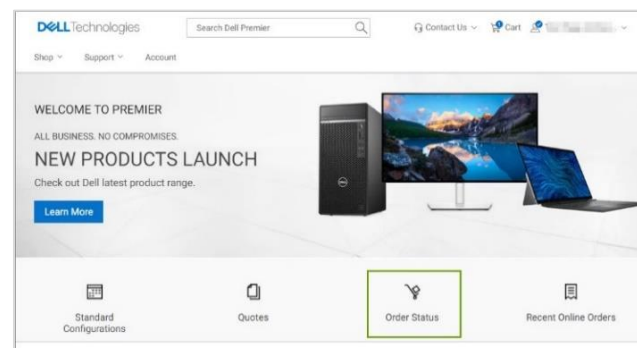 DELLTechnologies
Search Dell Premier
Contact Us
Cart
Shop
Support
Account
WELCOME TO PREMIER
ALL BUSINESS. NO COMPROMISES.
NEW PRODUCTS LAUNCH
Check out Dell latest product range.
Learn More
Standard
Configurations
Quotes
Order Status
Recent Online Orders